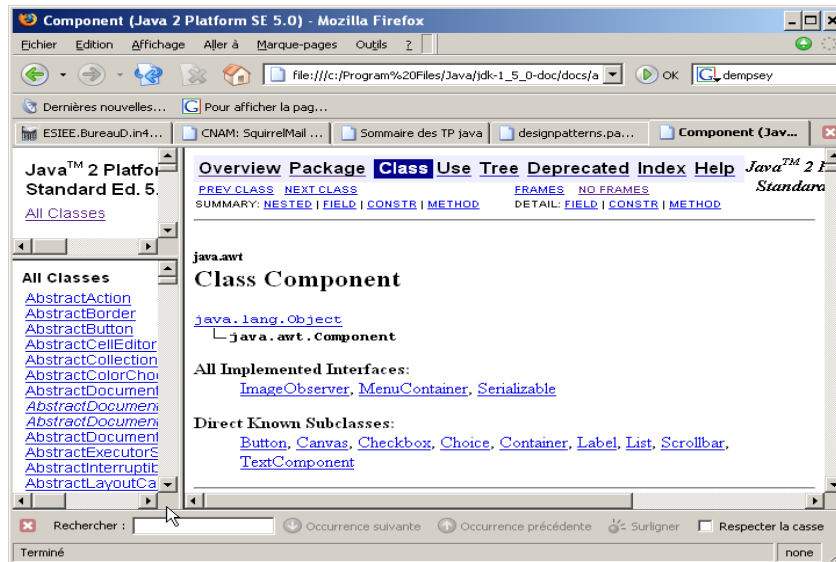 Component (Java 2 Platform SE 5.0) - Mozilla Firefox
Fichier Edition Affichage Aller à Marque-pages Outils ?
file:///c:/Program%20Files/Java/jdk-1_5_0-doc/docs/a OK G dempsey
Dernières nouvelles... G Pour afficher la pag...
ESIEE.BureauD.in4... CNAM: SquirrelMail ... Sommaire des TP java designpatterns.pa... Component (Jav...
Java™ 2 Platfor
Standard Ed. 5.
All Classes
All Classes
AbstractAction
AbstractBorder
AbstractButton
AbstractCellEditor
AbstractCollection
AbstractColorChoo
AbstractDocument
AbstractDocumen
AbstractDocumen
AbstractDocument
AbstractExecutorS
AbstractInterruptib
AbstractLayoutCa
Overview Package Class Use Tree Deprecated Index Help
Java™ 2 P
Standard
PREV CLASS NEXT CLASS FRAMES NO FRAMES
SUMMARY: NESTED | FIELD | CONSTR | METHOD DETAIL: FIELD | CONSTR | METHOD
java.awt
Class Component
java.lang.Object
java.awt.Component
All Implemented Interfaces:
ImageObserver, MenuContainer, Serializable
Direct Known Subclasses:
Button, Canvas, Checkbox, Choice, Container, Label, List, Scrollbar,
TextComponent
Rechercher : Occurrence suivante Occurrence précédente Surligner Respecter la casse
Terminé none